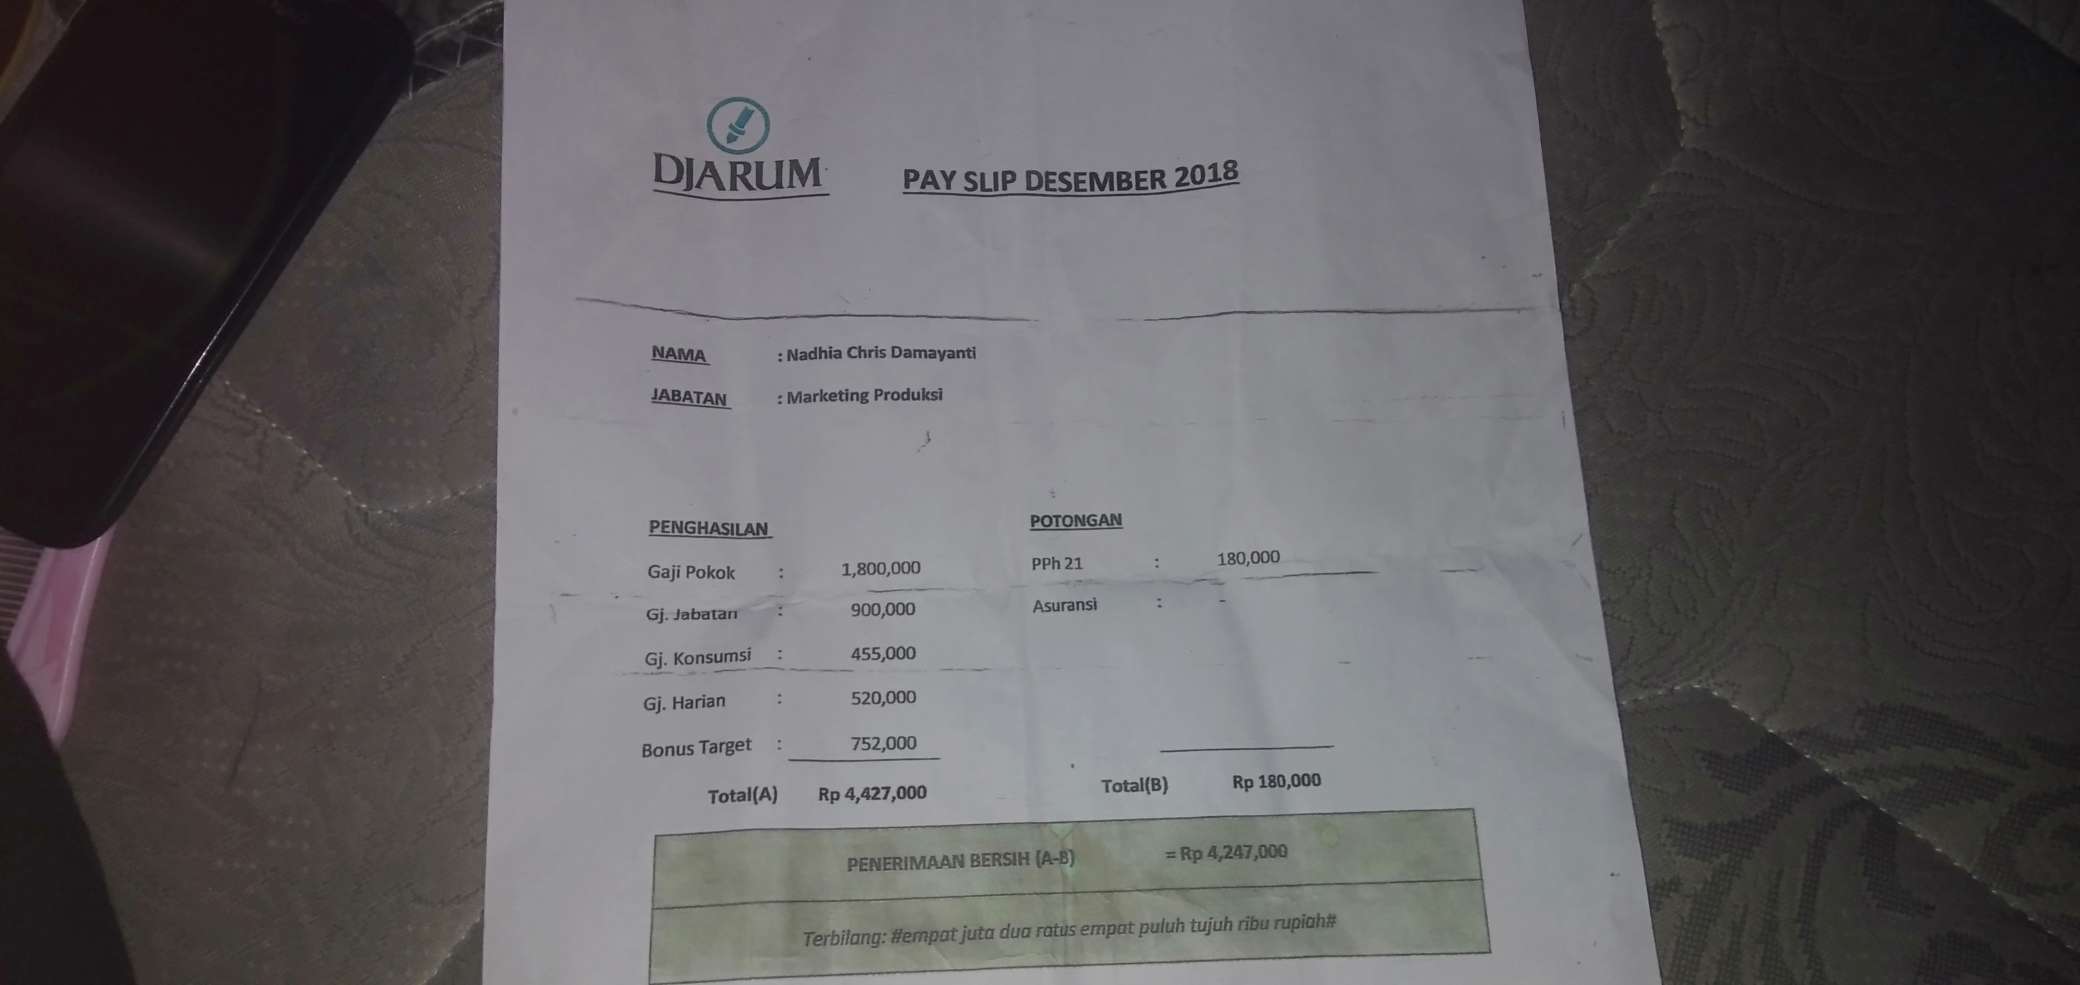 DJARUM
PAY SLIP DESEMBER 2018
NAMA : Nadhia Chris Damayanti
JABATAN : Marketing Produksi
PENGHASILAN
Gaji Pokok : 1,800,000
Gj. Jabatan : 900,000
Gj. Konsumsi : 455,000
Gj. Harian : 520,000
Bonus Target : 752,000
Total(A) Rp 4,427,000
POTONGAN
PPh 21 : 180,000
Asuransi : -
Total(B) Rp 180,000
PENERIMAAN BERSIH (A-B) = Rp 4,247,000
Terbilang: #empat juta dua ratus empat puluh tujuh ribu rupiah#